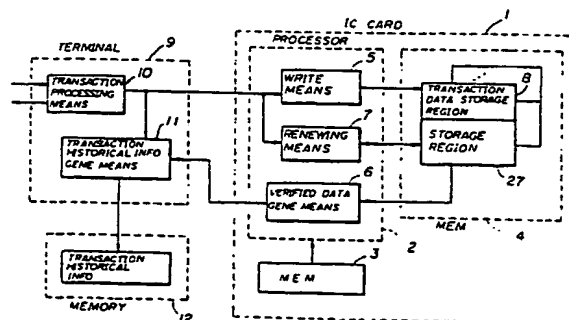 IC CARD
1
TERMINAL
9
PROCESSOR
TRANSACTION
PROCESSING
MEANS
10
5
WRITE
MEANS
8
TRANSACTION
DATA STORAGE
REGION
11
TRANSACTION
HISTORICAL INFO
GENE MEANS
7
RENEWING
MEANS
STORAGE
REGION
27
6
VERIFIED DATA
GENE MEANS
MEM
4
2
3
MEM
TRANSACTION
HISTORICAL
INFO
MEMORY
12